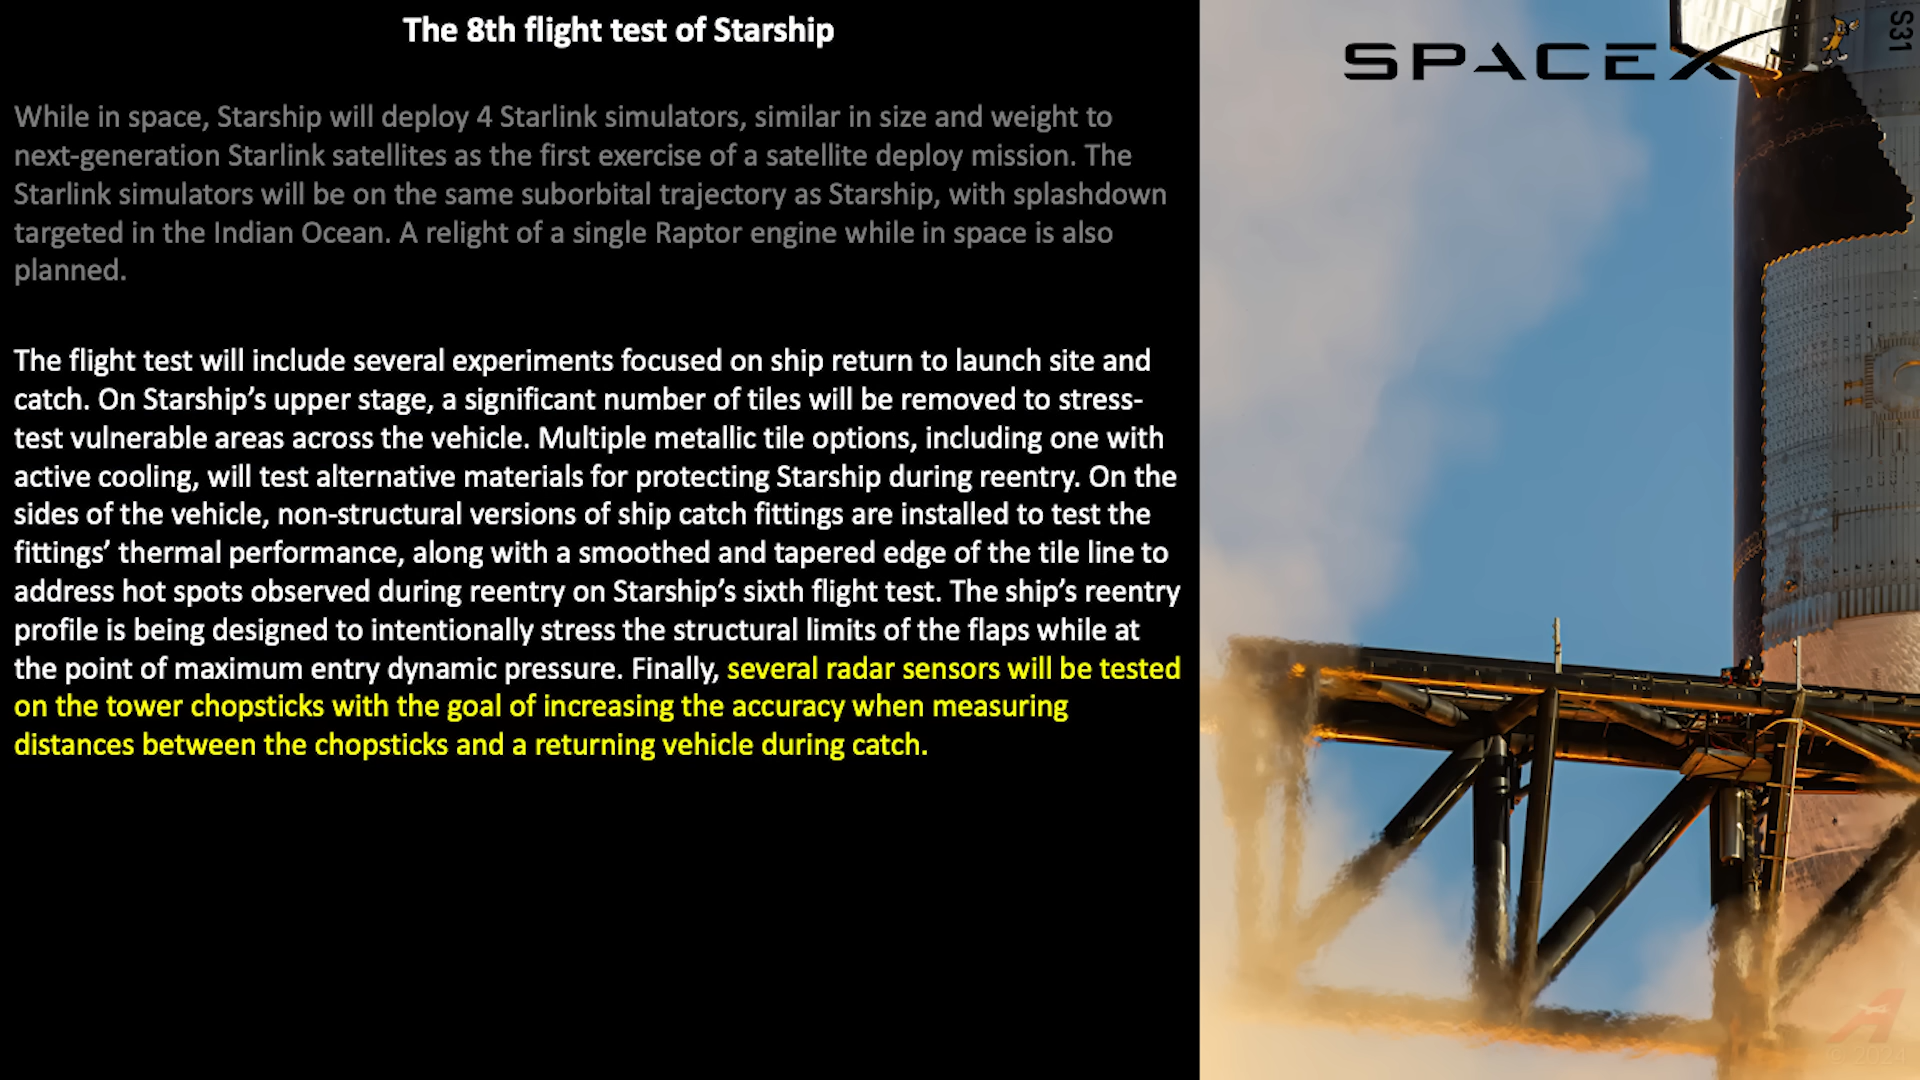 The 8th flight test of Starship
While in space, Starship will deploy 4 Starlink simulators, similar in size and weight to
next-generation Starlink satellites as the first exercise of a satellite deploy mission. The
Starlink simulators will be on the same suborbital trajectory as Starship, with splashdown
targeted in the Indian Ocean. A relight of a single Raptor engine while in space is also
planned.
The flight test will include several experiments focused on ship return to launch site and
catch. On Starship’s upper stage, a significant number of tiles will be removed to stress-
test vulnerable areas across the vehicle. Multiple metallic tile options, including one with
active cooling, will test alternative materials for protecting Starship during reentry. On the
sides of the vehicle, non-structural versions of ship catch fittings are installed to test the
fittings’ thermal performance, along with a smoothed and tapered edge of the tile line to
address hot spots observed during reentry on Starship’s sixth flight test. The ship’s reentry
profile is being designed to intentionally stress the structural limits of the flaps while at
the point of maximum entry dynamic pressure. Finally, several radar sensors will be tested
on the tower chopsticks with the goal of increasing the accuracy when measuring
distances between the chopsticks and a returning vehicle during catch.
SPACEX
S31
© 2024